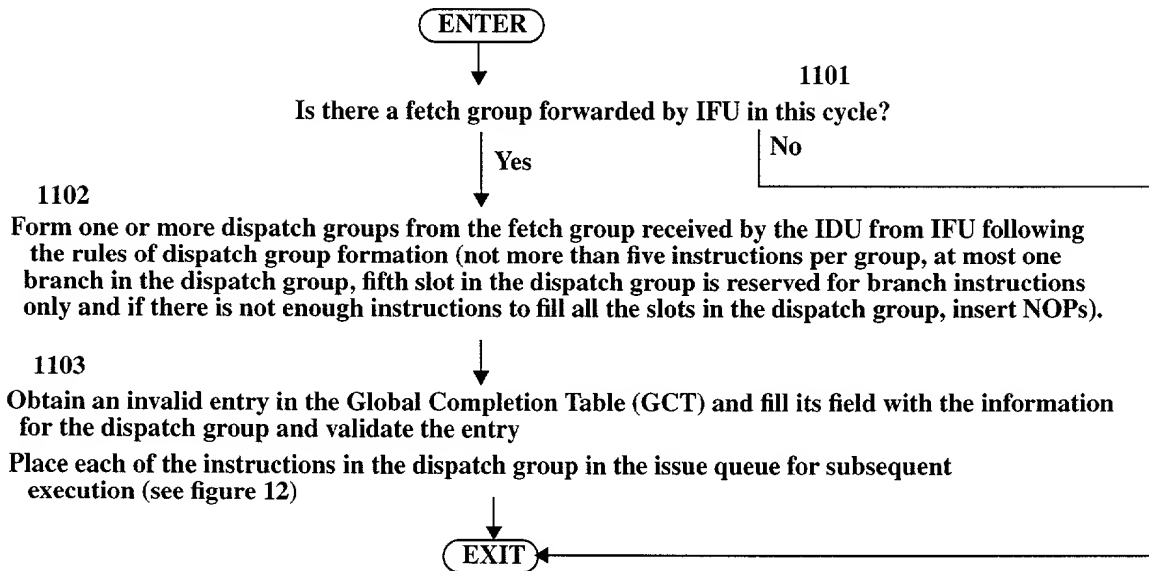 ENTER
1101
Is there a fetch group forwarded by IFU in this cycle?
No
Yes
1102
Form one or more dispatch groups from the fetch group received by the IDU from IFU following
the rules of dispatch group formation (not more than five instructions per group, at most one
branch in the dispatch group, fifth slot in the dispatch group is reserved for branch instructions
only and if there is not enough instructions to fill all the slots in the dispatch group, insert NOPs).
1103
Obtain an invalid entry in the Global Completion Table (GCT) and fill its field with the information
for the dispatch group and validate the entry
Place each of the instructions in the dispatch group in the issue queue for subsequent
execution (see figure 12)
EXIT